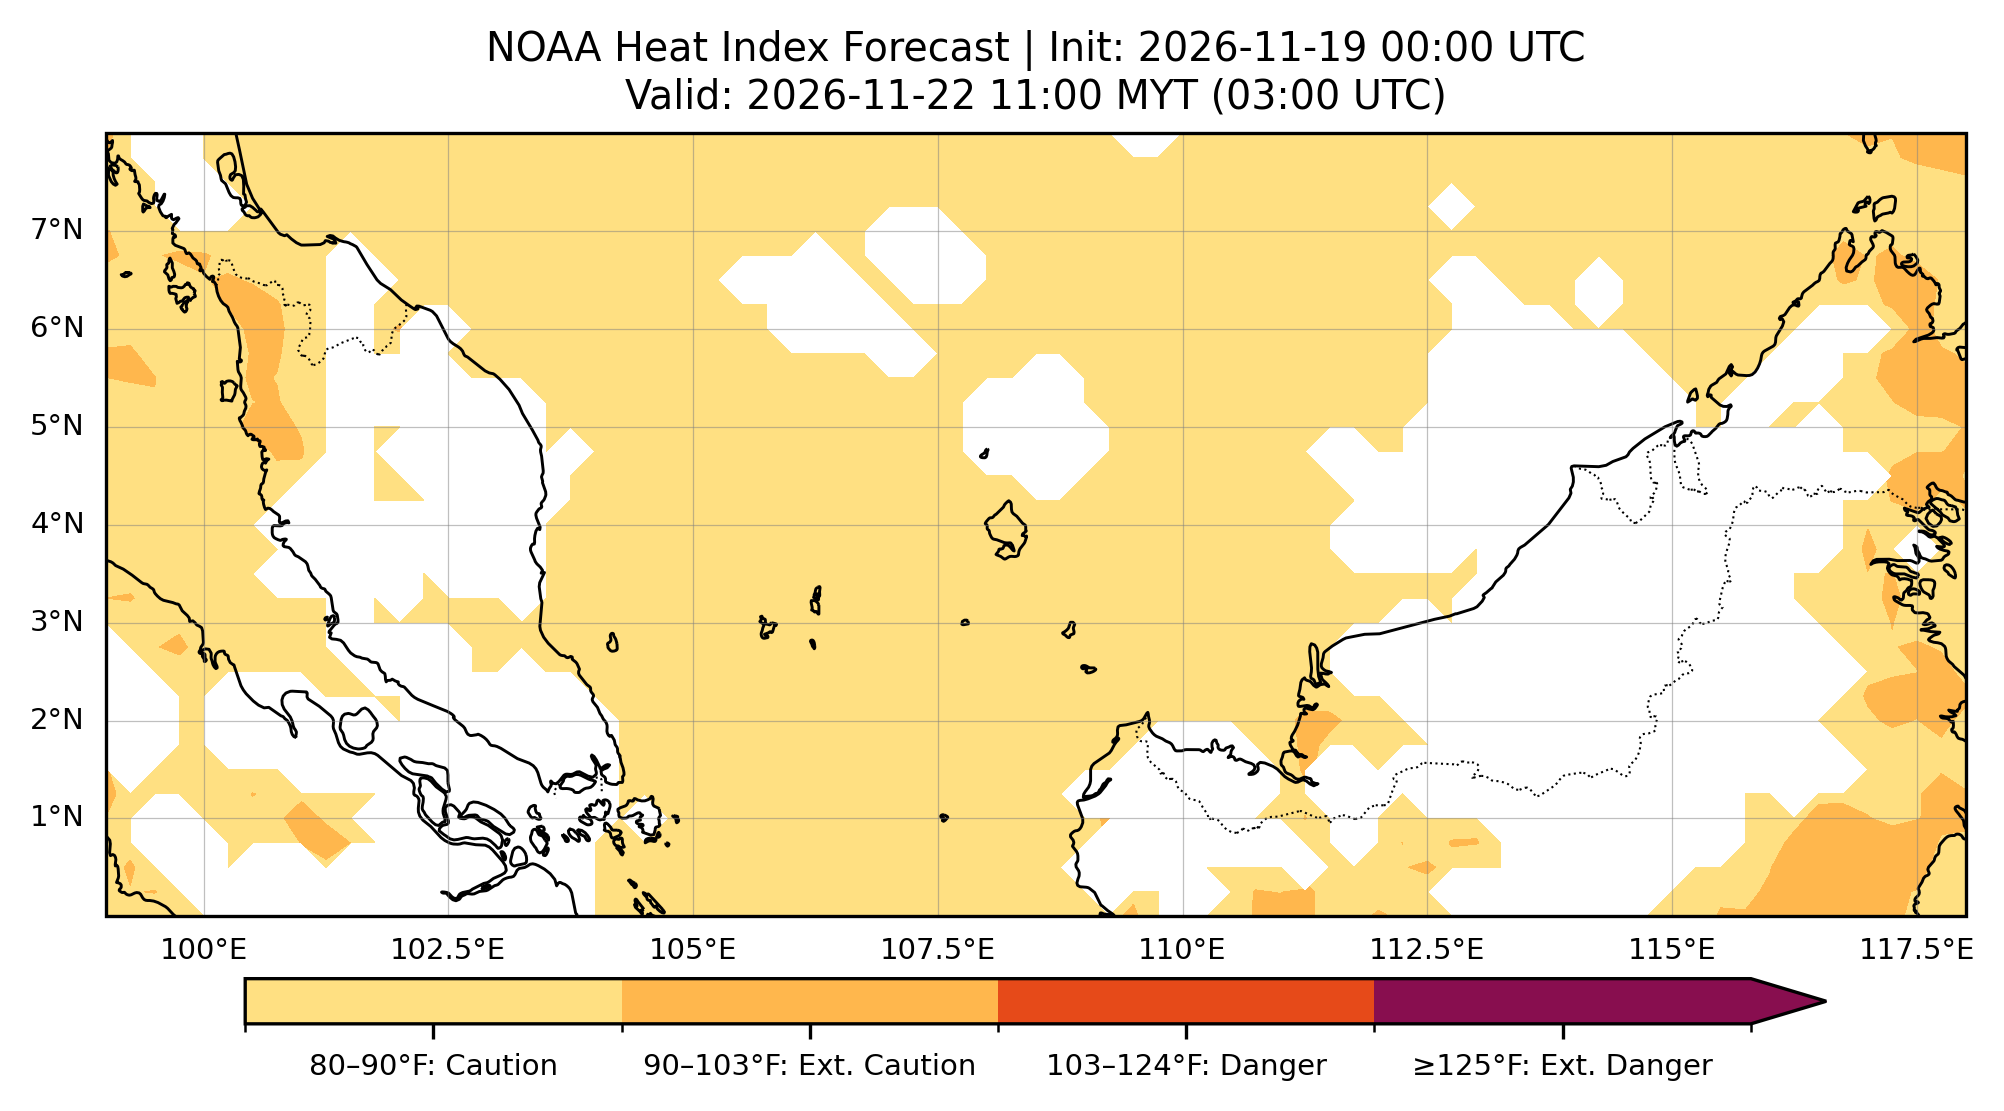 NOAA Heat Index Forecast | Init: 2026-11-19 00:00 UTC
Valid: 2026-11-22 11:00 MYT (03:00 UTC)
7°N
6°N
5°N
4°N
3°N
2°N
1°N
100°E 102.5°E 105°E 107.5°E 110°E 112.5°E 115°E 117.5°E
80–90°F: Caution 90–103°F: Ext. Caution 103–124°F: Danger ≥125°F: Ext. Danger